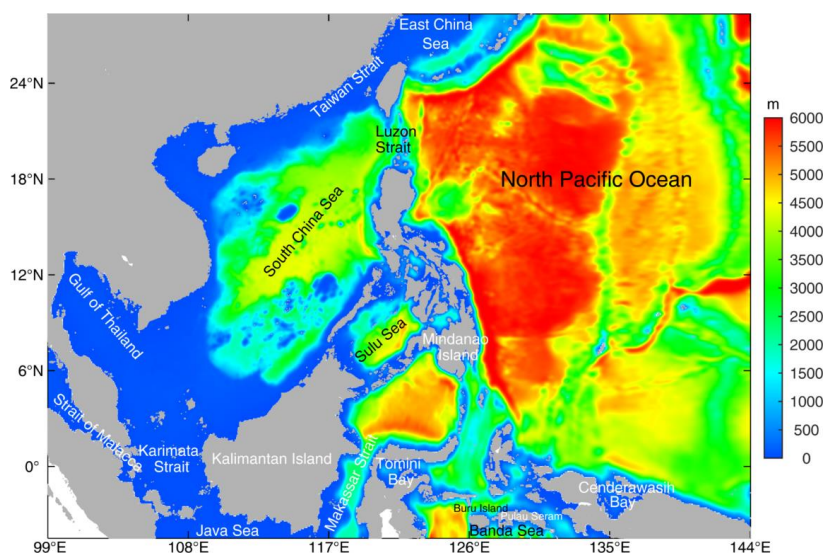 East China
Sea
Taiwan Strait
Luzon
Strait
North Pacific Ocean
South China Sea
Gulf of Thailand
Sulu Sea
Mindanao
Island
Strait of Malacca
Karimata
Strait
Kalimantan Island
Makassar Strait
Tomini
Bay
Cenderawasih
Bay
Buru Island
Pulau Seram
Java Sea
Banda Sea
24°N
18°N
12°N
6°N
0°
99°E
108°E
117°E
126°E
135°E
144°E
m
6000
5500
5000
4500
4000
3500
3000
2500
2000
1500
1000
500
0